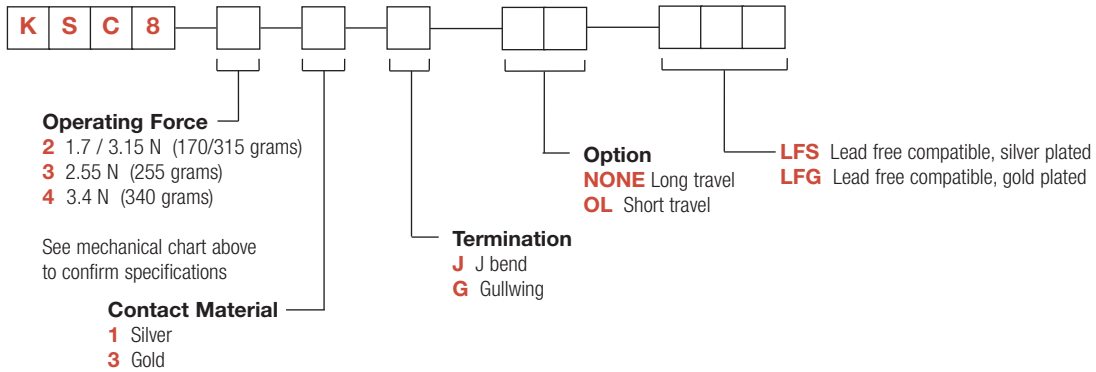 K S C 8
Operating Force
2 1.7 / 3.15 N (170/315 grams)
3 2.55 N (255 grams)
4 3.4 N (340 grams)
See mechanical chart above
to confirm specifications
Contact Material
1 Silver
3 Gold
Termination
J J bend
G Gullwing
Option
NONE Long travel
OL Short travel
LFS Lead free compatible, silver plated
LFG Lead free compatible, gold plated